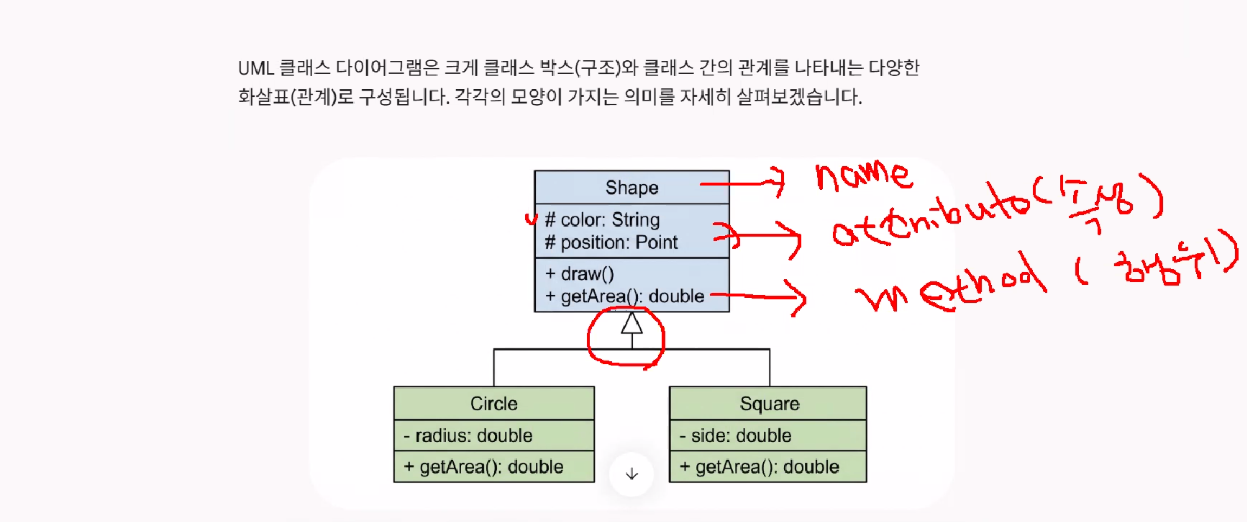 UML 클래스 다이어그램은 크게 클래스 박스(구조)와 클래스 간의 관계를 나타내는 다양한
화살표(관계)로 구성됩니다. 각각의 모양이 가지는 의미를 자세히 살펴보겠습니다.
Shape
name
# color: String
# position: Point
+ draw()
+ getArea(): double
method (행위)
Circle
- radius: double
+ getArea(): double
Square
- side: double
+ getArea(): double